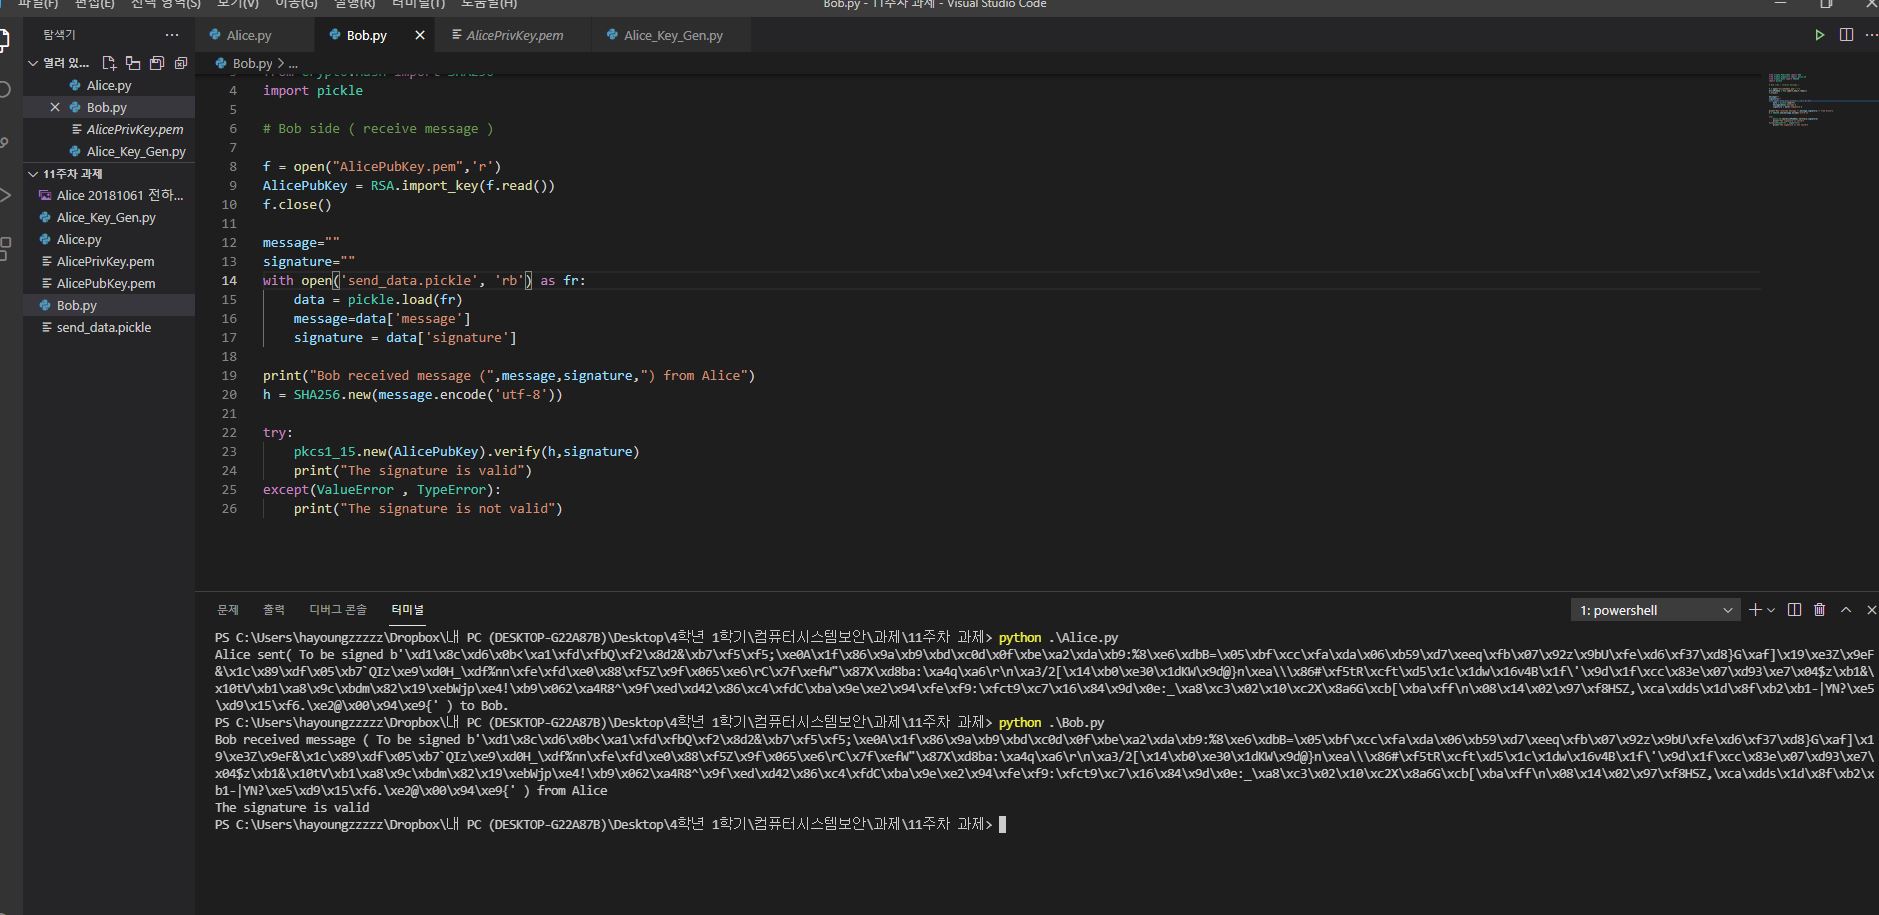 파일(F) 편집(E) 선택 영역(S) 보기(V) 이동(G) 실행(R) 터미널(T) 도움말(H) Bob.py - 11주차 과제 - Visual Studio Code
탐색기 ··· Alice.py Bob.py AlicePrivKey.pem Alice_Key_Gen.py
열려 있... Bob.py > ...
Alice.py
Bob.py
AlicePrivKey.pem
Alice_Key_Gen.py
11주차 과제
Alice 20181061 전하...
Alice_Key_Gen.py
Alice.py
AlicePrivKey.pem
AlicePubKey.pem
Bob.py
send_data.pickle
3 from Crypto.Hash import SHA256
4 import pickle
5
6 # Bob side ( receive message )
7
8 f = open("AlicePubKey.pem",'r')
9 AlicePubKey = RSA.import_key(f.read())
10 f.close()
11
12 message=""
13 signature=""
14 with open('send_data.pickle', 'rb') as fr:
15 data = pickle.load(fr)
16 message=data['message']
17 signature = data['signature']
18
19 print("Bob received message (",message,signature,") from Alice")
20 h = SHA256.new(message.encode('utf-8'))
21
22 try:
23 pkcs1_15.new(AlicePubKey).verify(h,signature)
24 print("The signature is valid")
25 except(ValueError , TypeError):
26 print("The signature is not valid")
문제 출력 디버그 콘솔 터미널 1: powershell
PS C:\Users\hayoungzzzzz\Dropbox\내 PC (DESKTOP-G22A87B)\Desktop\4학년 1학기\컴퓨터시스템보안\과제\11주차 과제> python .\Alice.py
Alice sent( To be signed b'\xd1\x8c\xd6\x0b<\xa1\xfd\xfbQ\xf2\x8d2&\xb7\xf5\xf5;\xe0A\x1f\x86\x9a\xb9\xbd\xc0d\x0f\xbe\xa2\xda\xb9:%8\xe6\xdbB=\x05\xbf\xcc\xfa\xda\x06\xb59\xd7\xeeq\xfb\x07\x92z\x9bU\xfe\xd6\xf37\xd8}G\xaf]\x19\xe3Z\x9eF
&\x1c\x89\xdf\x05\xb7`QIz\xe9\xd0H_\xdf%nn\xfe\xfd\xe0\x88\xf5Z\x9f\x065\xe6\rC\x7f\xefW"\x87X\xd8ba:\xa4q\xa6\r\n\xa3/2[\x14\xb0\xe30\x1dKW\x9d@}n\xea\\\x86#\xf5tR\xcft\xd5\x1c\x1dw\x16v4B\x1f\'\x9d\x1f\xcc\x83e\x07\xd93\xe7\x04$z\xb1&\
\x10tV\xb1\xa8\x9c\xbdm\x82\x19\xebWjp\xe4!\xb9\x062\xa4R8^\x9f\xed\xd42\x86\xc4\xfdC\xba\x9e\xe2\x94\xfe\xf9:\xfct9\xc7\x16\x84\x9d\x0e:_\xa8\xc3\x02\x10\xc2X\x8a6G\xcb[\xba\xff\n\x08\x14\x02\x97\xf8HSZ,\xca\xdds\x1d\x8f\xb2\xb1-|YN?\xe5
\xd9\x15\xf6.\xe2@\x00\x94\xe9{' ) to Bob.
PS C:\Users\hayoungzzzzz\Dropbox\내 PC (DESKTOP-G22A87B)\Desktop\4학년 1학기\컴퓨터시스템보안\과제\11주차 과제> python .\Bob.py
Bob received message ( To be signed b'\xd1\x8c\xd6\x0b<\xa1\xfd\xfbQ\xf2\x8d2&\xb7\xf5\xf5;\xe0A\x1f\x86\x9a\xb9\xbd\xc0d\x0f\xbe\xa2\xda\xb9:%8\xe6\xdbB=\x05\xbf\xcc\xfa\xda\x06\xb59\xd7\xeeq\xfb\x07\x92z\x9bU\xfe\xd6\xf37\xd8}G\xaf]\x1
9\xe3Z\x9eF&\x1c\x89\xdf\x05\xb7`QIz\xe9\xd0H_\xdf%nn\xfe\xfd\xe0\x88\xf5Z\x9f\x065\xe6\rC\x7f\xefW"\x87X\xd8ba:\xa4q\xa6\r\n\xa3/2[\x14\xb0\xe30\x1dKW\x9d@}n\xea\\\x86#\xf5tR\xcft\xd5\x1c\x1dw\x16v4B\x1f\'\x9d\x1f\xcc\x83e\x07\xd93\xe7\
x04$z\xb1&\x10tV\xb1\xa8\x9c\xbdm\x82\x19\xebWjp\xe4!\xb9\x062\xa4R8^\x9f\xed\xd42\x86\xc4\xfdC\xba\x9e\xe2\x94\xfe\xf9:\xfct9\xc7\x16\x84\x9d\x0e:_\xa8\xc3\x02\x10\xc2X\x8a6G\xcb[\xba\xff\n\x08\x14\x02\x97\xf8HSZ,\xca\xdds\x1d\x8f\xb2\x
b1-|YN?\xe5\xd9\x15\xf6.\xe2@\x00\x94\xe9{' ) from Alice
The signature is valid
PS C:\Users\hayoungzzzzz\Dropbox\내 PC (DESKTOP-G22A87B)\Desktop\4학년 1학기\컴퓨터시스템보안\과제\11주차 과제>